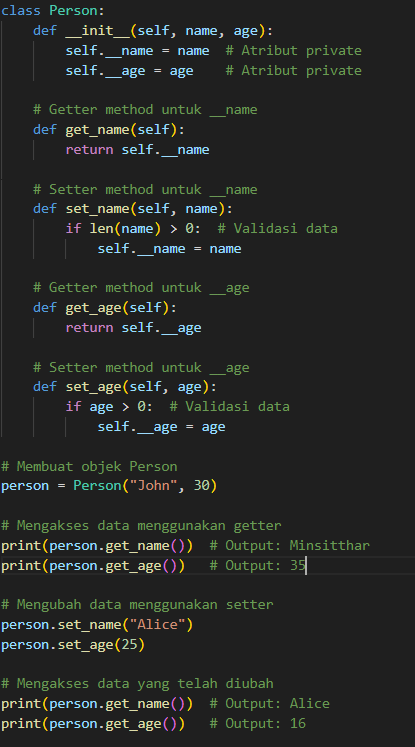 class Person:
    def __init__(self, name, age):
        self.__name = name  # Atribut private
        self.__age = age    # Atribut private

    # Getter method untuk __name
    def get_name(self):
        return self.__name

    # Setter method untuk __name
    def set_name(self, name):
        if len(name) > 0:  # Validasi data
            self.__name = name

    # Getter method untuk __age
    def get_age(self):
        return self.__age

    # Setter method untuk __age
    def set_age(self, age):
        if age > 0:  # Validasi data
            self.__age = age

# Membuat objek Person
person = Person("John", 30)

# Mengakses data menggunakan getter
print(person.get_name())  # Output: Minsitthar
print(person.get_age())   # Output: 35

# Mengubah data menggunakan setter
person.set_name("Alice")
person.set_age(25)

# Mengakses data yang telah diubah
print(person.get_name())  # Output: Alice
print(person.get_age())   # Output: 16